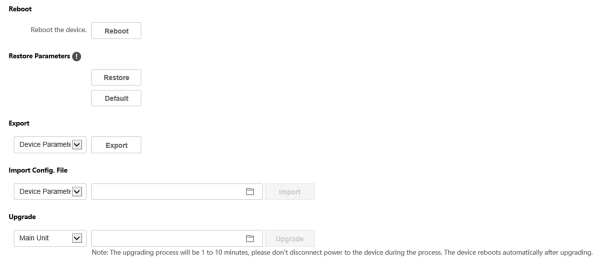 Reboot
Reboot the device. Reboot
Restore Parameters !
Restore
Default
Export
Device Paramete Export
Import Config. File
Device Paramete Import
Upgrade
Main Unit Upgrade
Note: The upgrading process will be 1 to 10 minutes, please don't disconnect power to the device during the process. The device reboots automatically after upgrading.